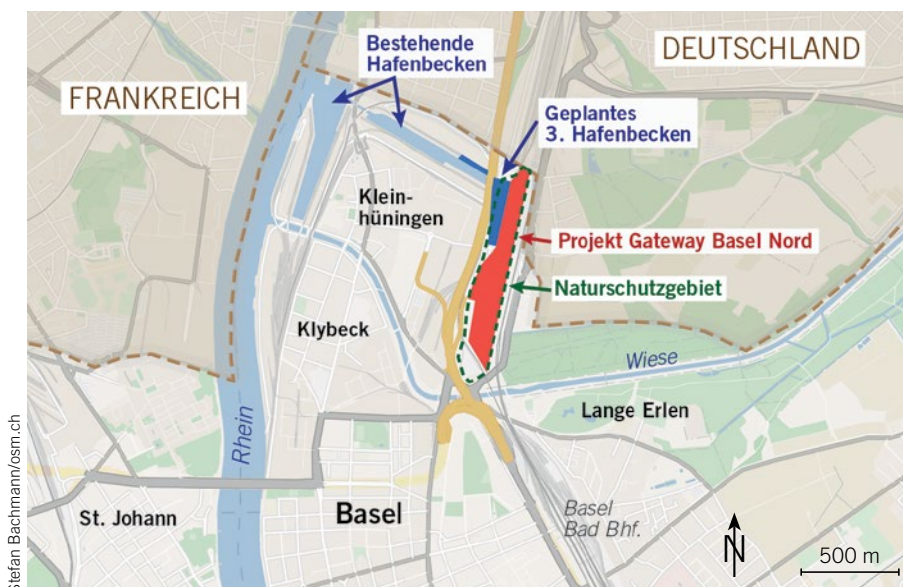 Bestehende
Hafenbecken
DEUTSCHLAND
FRANKREICH
Geplantes
3. Hafenbecken
Klein-
hüningen
Projekt Gateway Basel Nord
Naturschutzgebiet
Klybeck
Wiese
Rhein
Lange Erlen
Basel
St. Johann
Basel
Bad Bhf.
N
500 m
Stefan Bachmann/osm.ch